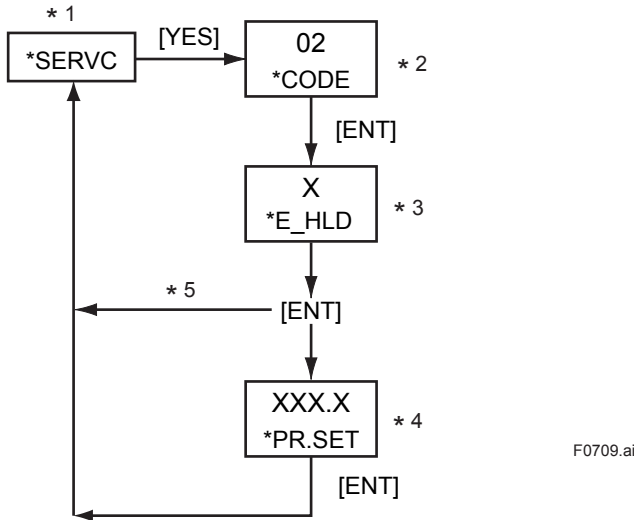 * 1
*SERVC
[YES]
02
*CODE
* 2
[ENT]
X
*E_HLD
* 3
* 5
[ENT]
XXX.X
*PR.SET
* 4
[ENT]
F0709.ai